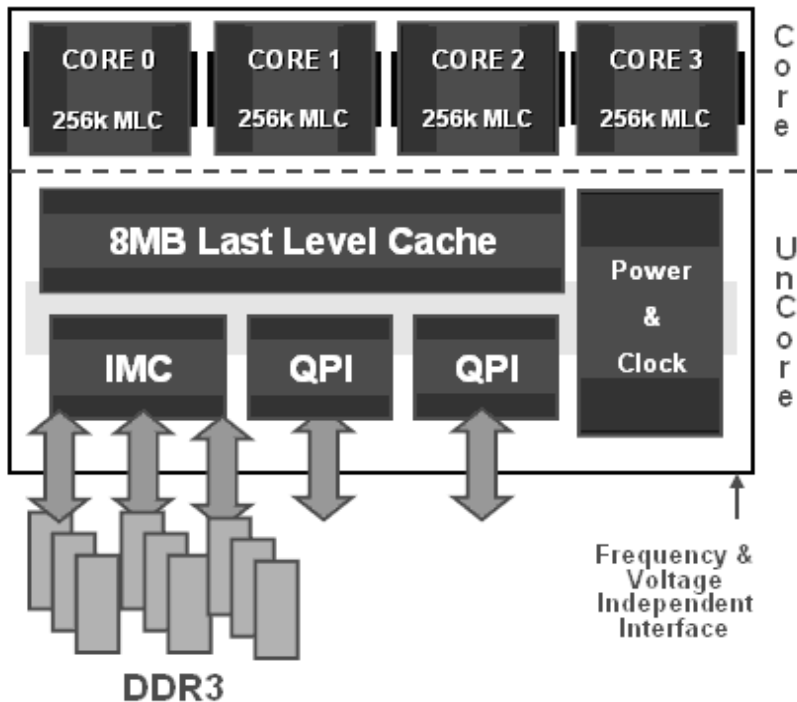 CORE 0
256k MLC
CORE 1
256k MLC
CORE 2
256k MLC
CORE 3
256k MLC
Core
8MB Last Level Cache
Power
&
Clock
UnCore
IMC
QPI
QPI
Frequency &
Voltage
Independent
Interface
DDR3